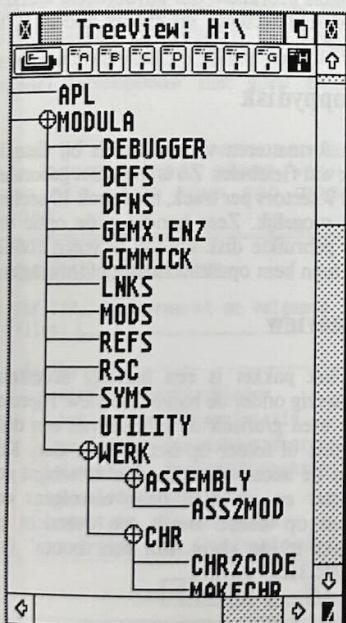 TreeView: H:\
A B C D E F G H
APL
MODULA
DEBUGGER
DEFS
DFNS
GEMX.ENZ
GIMMICK
LNKS
MODS
REFS
RSC
SYMS
UTILITY
WERK
ASSEMBLY
ASS2MOD
CHR
CHR2CODE
MAKECHR